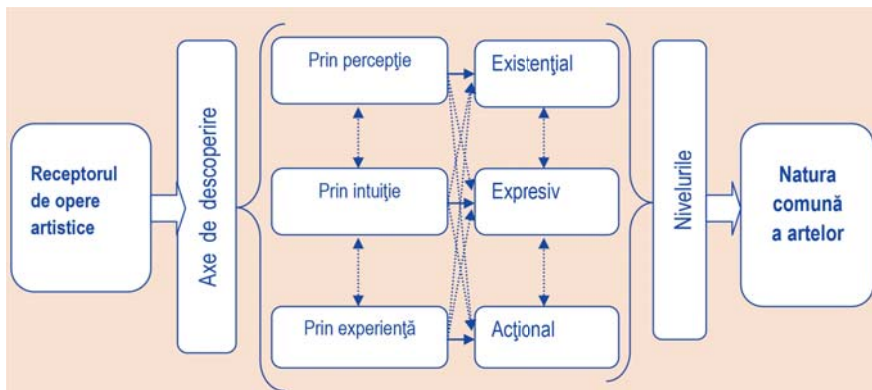 Receptorul
de opere
artistice
Axe de descoperire
Prin percepţie
Prin intuiţie
Prin experienţă
Existenţial
Expresiv
Acţional
Nivelurile
Natura
comună
a artelor